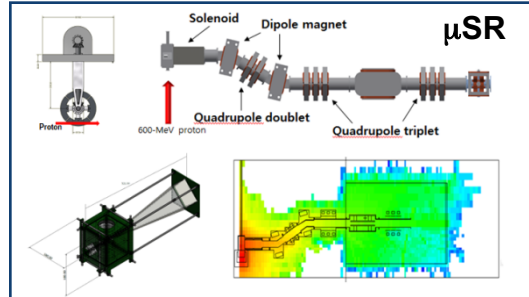 μSR
Solenoid
Dipole magnet
Proton
600-MeV proton
Quadrupole doublet
Quadrupole triplet